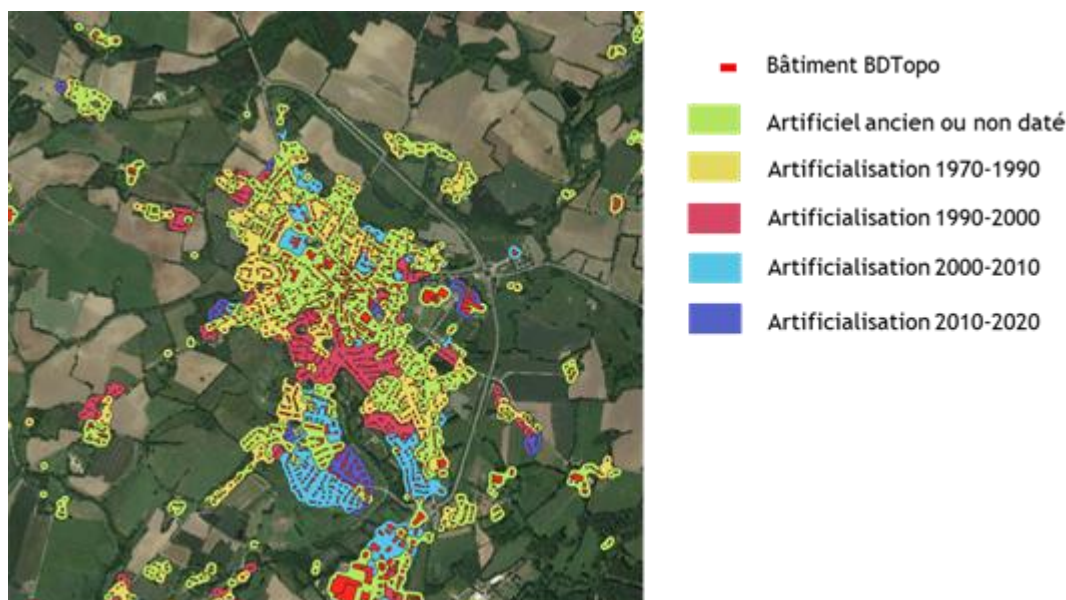 Bâtiment BDTopo
Artificiel ancien ou non daté
Artificialisation 1970-1990
Artificialisation 1990-2000
Artificialisation 2000-2010
Artificialisation 2010-2020